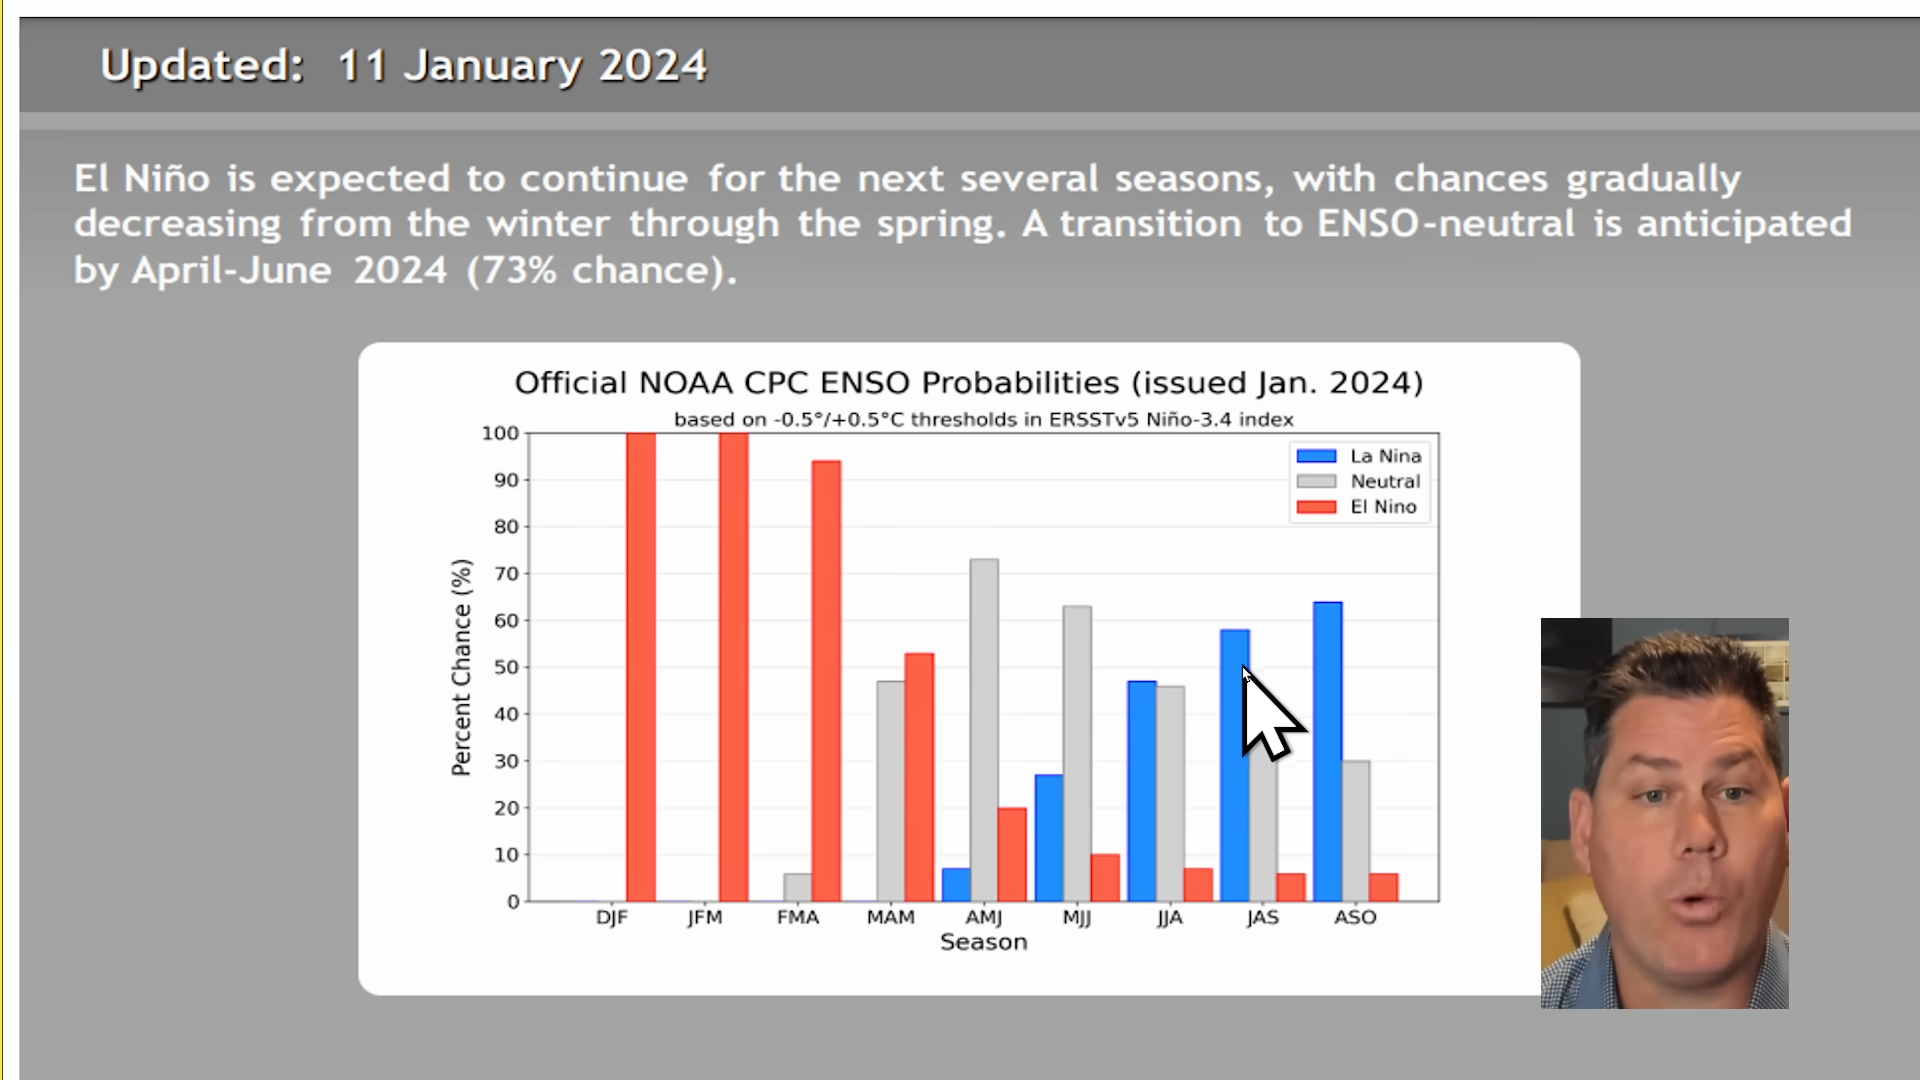 Updated: 11 January 2024
El Niño is expected to continue for the next several seasons, with chances gradually
decreasing from the winter through the spring. A transition to ENSO-neutral is anticipated
by April-June 2024 (73% chance).
Official NOAA CPC ENSO Probabilities (issued Jan. 2024)
based on -0.5°/+0.5°C thresholds in ERSSTv5 Niño-3.4 index
La Nina
Neutral
El Nino
Percent Chance (%)
100
90
80
70
60
50
40
30
20
10
0
DJF JFM FMA MAM AMJ MJJ JJA JAS ASO
Season